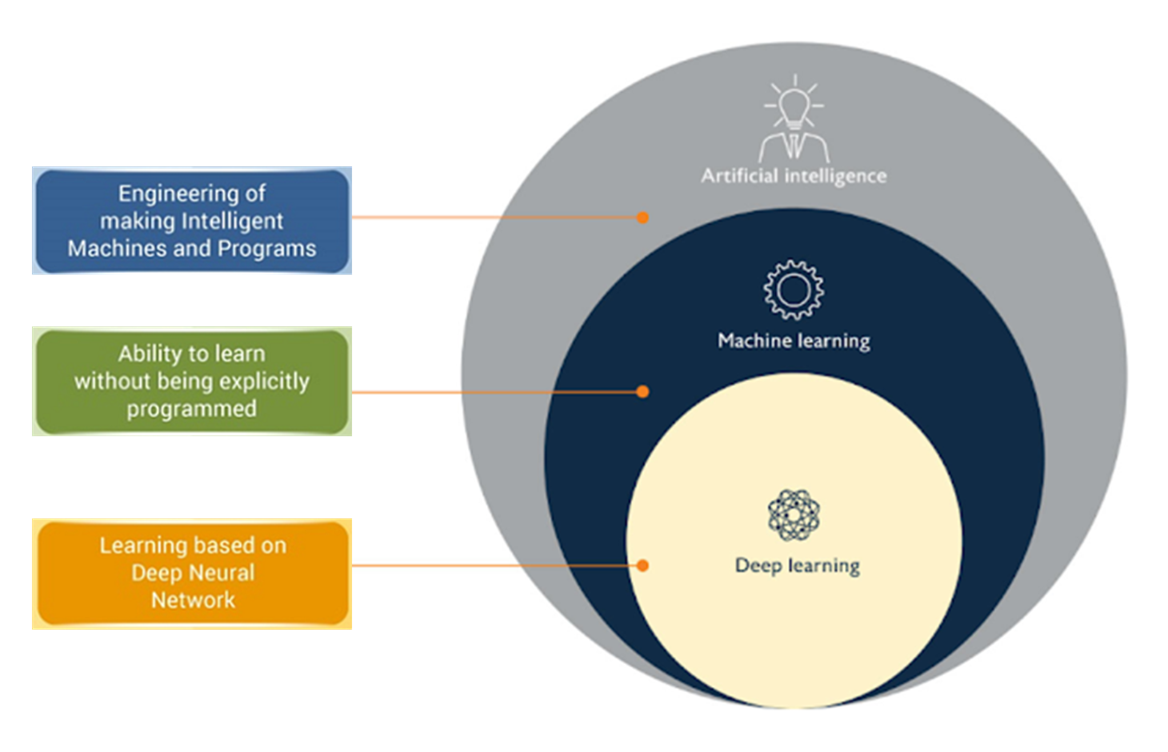 Engineering of
making Intelligent
Machines and Programs
Ability to learn
without being explicitly
programmed
Learning based on
Deep Neural
Network
Artificial intelligence
Machine learning
Deep learning